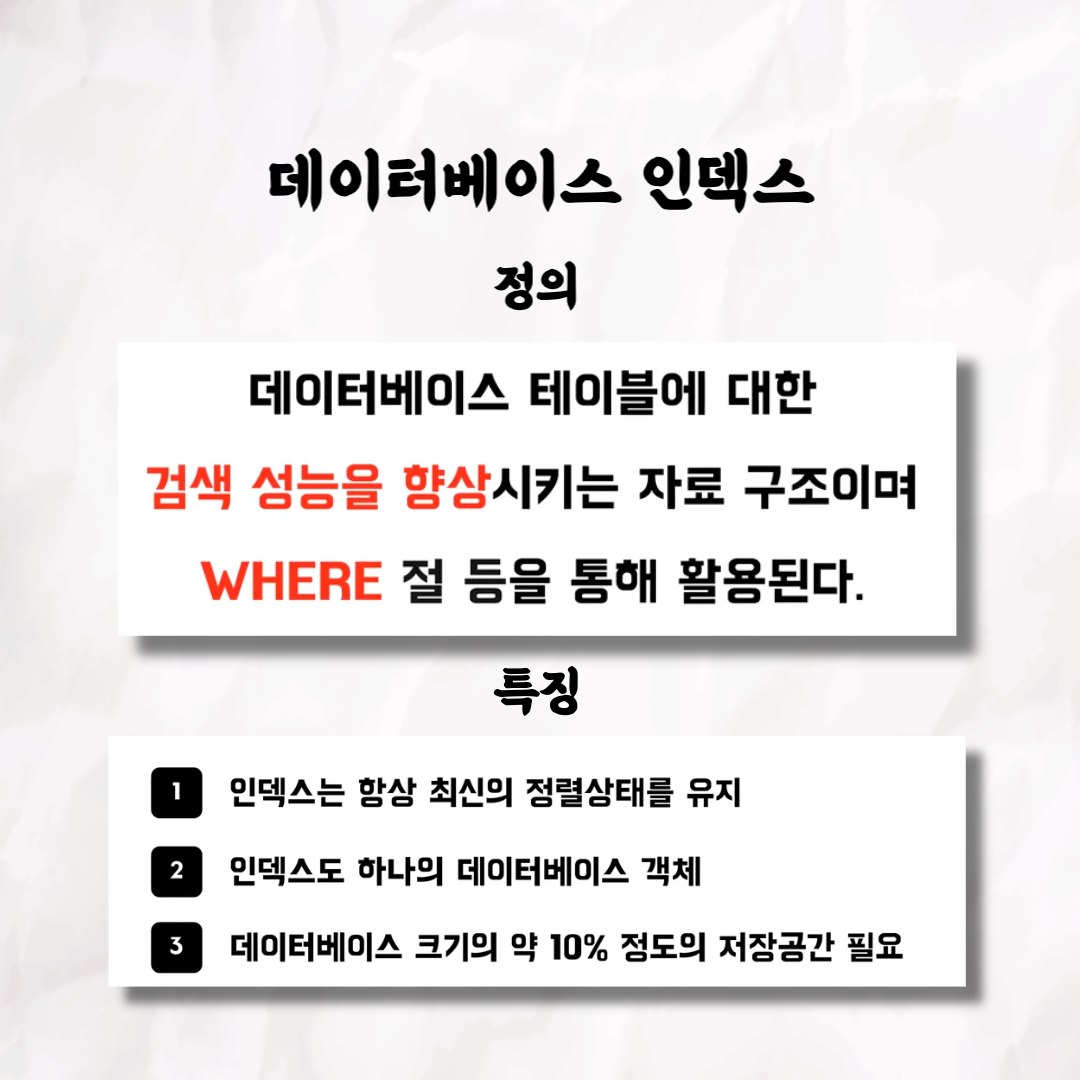 데이터베이스 인덱스
정의
데이터베이스 테이블에 대한
검색 성능을 향상시키는 자료 구조이며
WHERE 절 등을 통해 활용된다.
특징
1 인덱스는 항상 최신의 정렬상태를 유지
2 인덱스도 하나의 데이터베이스 객체
3 데이터베이스 크기의 약 10% 정도의 저장공간 필요